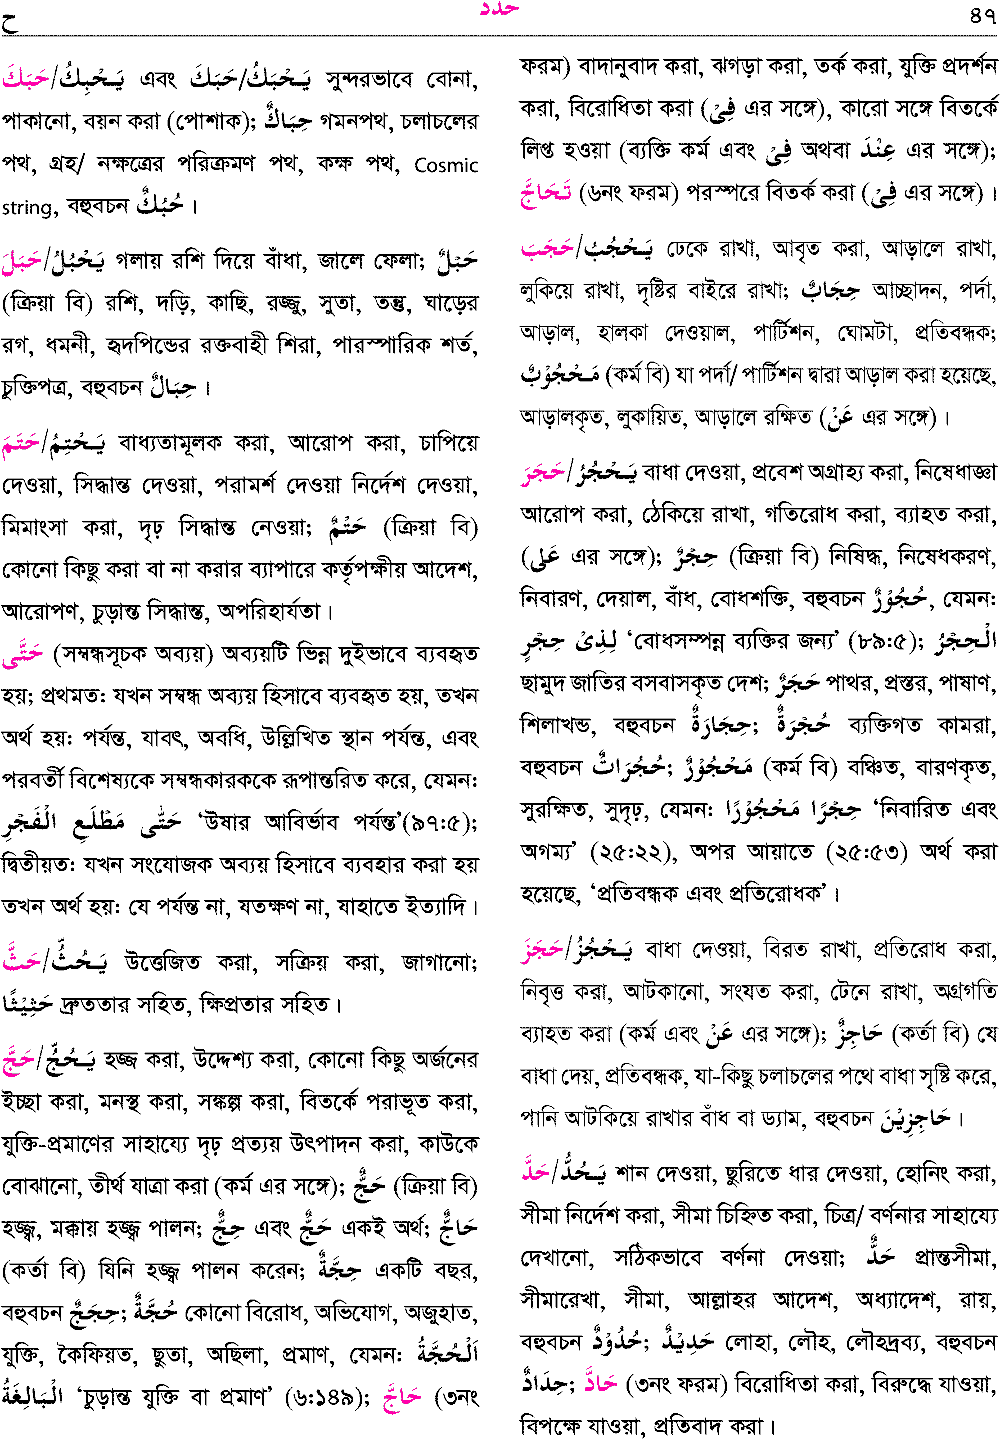 ح حدد ৪৭
حَبَكَ/يَحْبِكُ এবং حَبَكَ/يَحْبَكُ সুন্দরভাবে বোনা,
পাকানো, বয়ন করা (পোশাক); حِبَاكٌ গমনপথ, চলাচলের
পথ, গ্রহ/ নক্ষত্রের পরিক্রমণ পথ, কক্ষ পথ, Cosmic
string, বহুবচন حُبُكٌ ।
حَبَلَ/يَحْبُلُ গলায় রশি দিয়ে বাঁধা, জালে ফেলা; حَبْلٌ
(ক্রিয়া বি) রশি, দড়ি, কাছি, রজ্জু, সুতা, তন্তু, ঘাড়ের
রগ, ধমনী, হৃদপিন্ডের রক্তবাহী শিরা, পারস্পারিক শর্ত,
চুক্তিপত্র, বহুবচন حِبَالٌ ।
حَتَمَ/يَحْتِمُ বাধ্যতামূলক করা, আরোপ করা, চাপিয়ে
দেওয়া, সিদ্ধান্ত দেওয়া, পরামর্শ দেওয়া নির্দেশ দেওয়া,
মিমাংসা করা, দৃঢ় সিদ্ধান্ত নেওয়া; حَتْمٌ (ক্রিয়া বি)
কোনো কিছু করা বা না করার ব্যাপারে কর্তৃপক্ষীয় আদেশ,
আরোপণ, চুড়ান্ত সিদ্ধান্ত, অপরিহার্যতা।
حَتَّى (সম্বন্ধসূচক অব্যয়) অব্যয়টি ভিন্ন দুইভাবে ব্যবহৃত
হয়; প্রথমত: যখন সম্বন্ধ অব্যয় হিসাবে ব্যবহৃত হয়, তখন
অর্থ হয়: পর্যন্ত, যাবৎ, অবধি, উল্লিখিত স্থান পর্যন্ত, এবং
পরবর্তী বিশেষ্যকে সম্বন্ধকারককে রূপান্তরিত করে, যেমন:
حَتّٰى مَطْلَعِ الْفَجْرِ ‘উষার আবির্ভাব পর্যন্ত’(৯৭:৫);
দ্বিতীয়ত: যখন সংযোজক অব্যয় হিসাবে ব্যবহার করা হয়
তখন অর্থ হয়: যে পর্যন্ত না, যতক্ষণ না, যাহাতে ইত্যাদি।
حَثَّ/يَحُثُّ উত্তেজিত করা, সক্রিয় করা, জাগানো;
حَثِيْثًا দ্রুততার সহিত, ক্ষিপ্রতার সহিত।
حَجَّ/يَحُجُّ হজ্জ করা, উদ্দেশ্য করা, কোনো কিছু অর্জনের
ইচ্ছা করা, মনস্থ করা, সঙ্কল্প করা, বিতর্কে পরাভূত করা,
যুক্তি-প্রমাণের সাহায্যে দৃঢ় প্রত্যয় উৎপাদন করা, কাউকে
বোঝানো, তীর্থ যাত্রা করা (কর্ম এর সঙ্গে); حَجٌّ (ক্রিয়া বি)
হজ্জ্ব, মক্কায় হজ্জ্ব পালন; حِجٌّ এবং حَجٌّ একই অর্থ; حَاجٌّ
(কর্তা বি) যিনি হজ্জ্ব পালন করেন; حِجَّةٌ একটি বছর,
বহুবচন حِجَجٌ; حُجَّةٌ কোনো বিরোধ, অভিযোগ, অজুহাত,
যুক্তি, কৈফিয়ত, ছুতা, অছিলা, প্রমাণ, যেমন: اَلْحُجَّةُ
الْبَالِغَةُ ‘চুড়ান্ত যুক্তি বা প্রমাণ’ (৬:১৪৯); حَاجَّ (৩নং
ফরম) বাদানুবাদ করা, ঝগড়া করা, তর্ক করা, যুক্তি প্রদর্শন
করা, বিরোধিতা করা (فِيْ এর সঙ্গে), কারো সঙ্গে বিতর্কে
লিপ্ত হওয়া (ব্যক্তি কর্ম এবং فِيْ অথবা عِنْدَ এর সঙ্গে);
تَحَاجَّ (৬নং ফরম) পরস্পরে বিতর্ক করা (فِيْ এর সঙ্গে)।
حَجَبَ/يَحْجُبُ ঢেকে রাখা, আবৃত করা, আড়ালে রাখা,
লুকিয়ে রাখা, দৃষ্টির বাইরে রাখা; حِجَابٌ আচ্ছাদন, পর্দা,
আড়াল, হালকা দেওয়াল, পার্টিশন, ঘোমটা, প্রতিবন্ধক;
مَحْجُوْبٌ (কর্ম বি) যা পর্দা/ পার্টিশন দ্বারা আড়াল করা হয়েছে,
আড়ালকৃত, লুকায়িত, আড়ালে রক্ষিত (عَنْ এর সঙ্গে)।
حَجَرَ/يَحْجُرُ বাধা দেওয়া, প্রবেশ অগ্রাহ্য করা, নিষেধাজ্ঞা
আরোপ করা, ঠেকিয়ে রাখা, গতিরোধ করা, ব্যাহত করা,
(عَلى এর সঙ্গে); حِجْرٌ (ক্রিয়া বি) নিষিদ্ধ, নিষেধকরণ,
নিবারণ, দেয়াল, বাঁধ, বোধশক্তি, বহুবচন حُجُوْرٌ, যেমন:
لِذِيْ حِجْرٍ ‘বোধসম্পন্ন ব্যক্তির জন্য’ (৮৯:৫); الْحِجْرُ
ছামুদ জাতির বসবাসকৃত দেশ; حَجَرٌ পাথর, প্রস্তর, পাষাণ,
শিলাখন্ড, বহুবচন حِجَارَةٌ; حُجْرَةٌ ব্যক্তিগত কামরা,
বহুবচন حُجُرَاتٌ; مَحْجُوْرٌ (কর্ম বি) বঞ্চিত, বারণকৃত,
সুরক্ষিত, সুদৃঢ়, যেমন: حِجْرًا مَحْجُوْرًا ‘নিবারিত এবং
অগম্য’ (২৫:২২), অপর আয়াতে (২৫:৫৩) অর্থ করা
হয়েছে, ‘প্রতিবন্ধক এবং প্রতিরোধক’।
حَجَزَ/يَحْجُزُ বাধা দেওয়া, বিরত রাখা, প্রতিরোধ করা,
নিবৃত্ত করা, আটকানো, সংযত করা, টেনে রাখা, অগ্রগতি
ব্যাহত করা (কর্ম এবং عَنْ এর সঙ্গে); حَاجِزٌ (কর্তা বি) যে
বাধা দেয়, প্রতিবন্ধক, যা-কিছু চলাচলের পথে বাধা সৃষ্টি করে,
পানি আটকিয়ে রাখার বাঁধ বা ড্যাম, বহুবচন حَاجِزِيْنَ ।
حَدَّ/يَحُدُّ শান দেওয়া, ছুরিতে ধার দেওয়া, হোনিং করা,
সীমা নির্দেশ করা, সীমা চিহ্নিত করা, চিত্র/ বর্ণনার সাহায্যে
দেখানো, সঠিকভাবে বর্ণনা দেওয়া; حَدٌّ প্রান্তসীমা,
সীমারেখা, সীমা, আল্লাহর আদেশ, অধ্যাদেশ, রায়,
বহুবচন حُدُوْدٌ; حَدِيْدٌ লোহা, লৌহ, লৌহদ্রব্য, বহুবচন
حِدَادٌ; حَادَّ (৩নং ফরম) বিরোধিতা করা, বিরুদ্ধে যাওয়া,
বিপক্ষে যাওয়া, প্রতিবাদ করা।